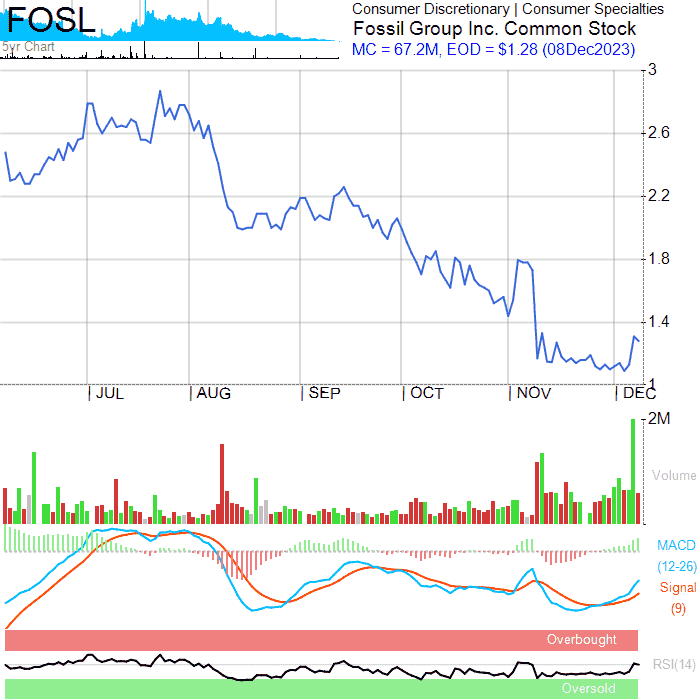 FOSL
5yr Chart
Consumer Discretionary | Consumer Specialties
Fossil Group Inc. Common Stock
MC = 67.2M, EOD = $1.28 (08Dec2023)
3
2.6
2.2
1.8
1.4
1
JUL AUG SEP OCT NOV DEC
2M
Volume
MACD
(12-26)
Signal
(9)
Overbought
RSI(14)
Oversold